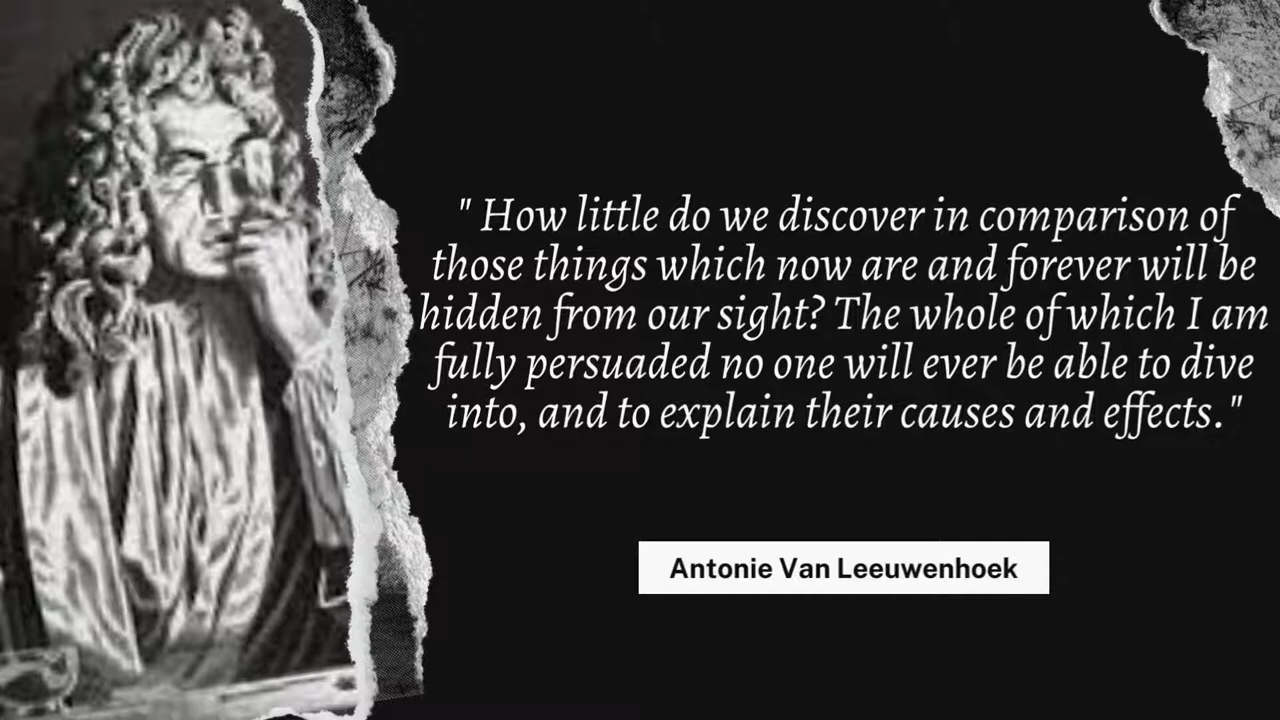 " How little do we discover in comparison of
those things which now are and forever will be
hidden from our sight? The whole of which I am
fully persuaded no one will ever be able to dive
into, and to explain their causes and effects."
Antonie Van Leeuwenhoek